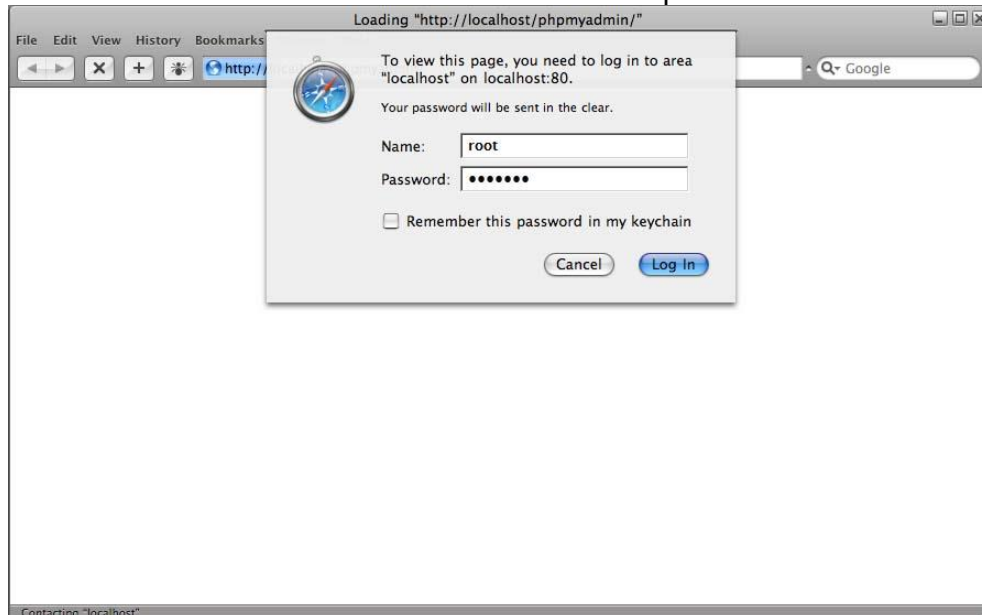 Loading "http://localhost/phpmyadmin/"
File Edit View History Bookmarks
http://
Google
To view this page, you need to log in to area
"localhost" on localhost:80.
Your password will be sent in the clear.
Name: root
Password: •••••••
Remember this password in my keychain
Cancel Log In
Contacting "localhost"